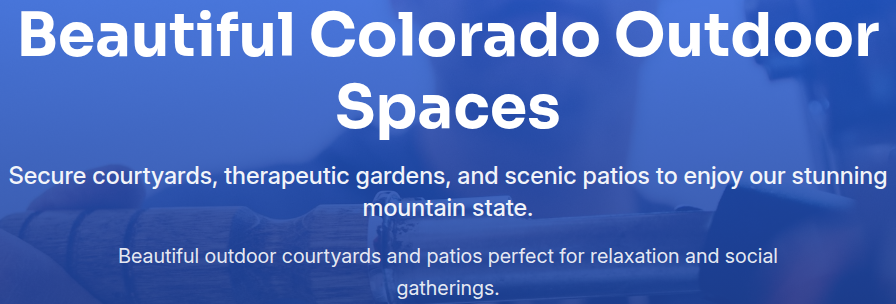 Beautiful Colorado Outdoor
Spaces
Secure courtyards, therapeutic gardens, and scenic patios to enjoy our stunning
mountain state.
Beautiful outdoor courtyards and patios perfect for relaxation and social
gatherings.